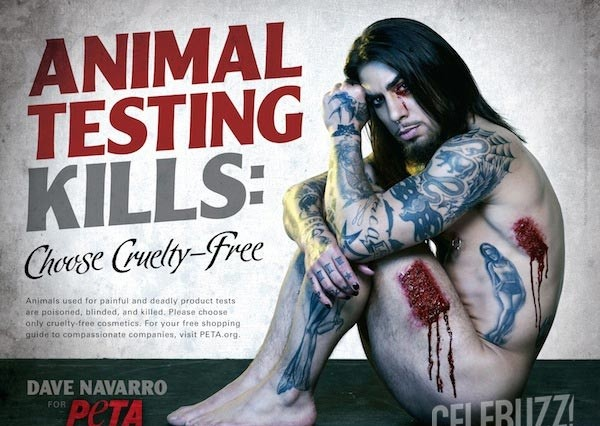 ANIMAL
TESTING
KILLS:
Choose Cruelty-Free
Animals used for painful and deadly product tests
are poisoned, blinded, and killed. Please choose
only cruelty-free cosmetics. For your free shopping
guide to compassionate companies, visit PETA.org.
DAVE NAVARRO
FOR
PeTA
CELEBUZZ!